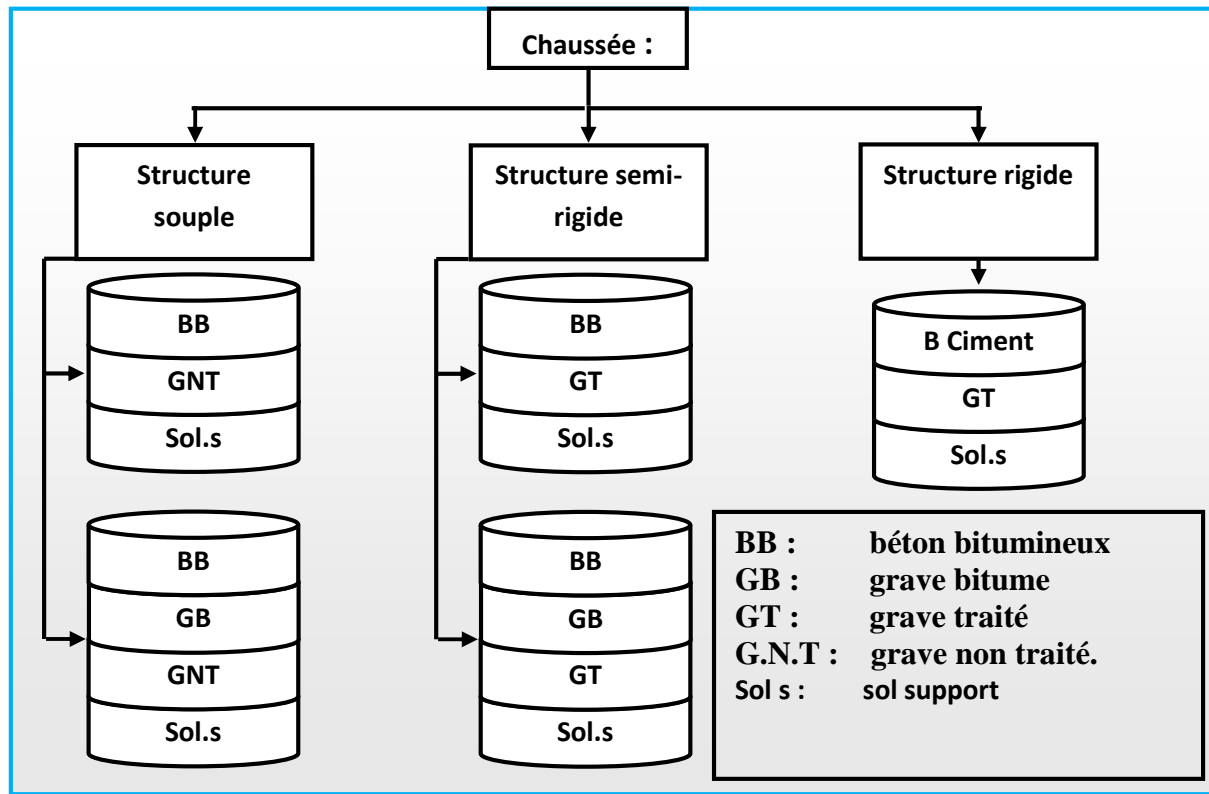 Chaussée :
Structure
souple
Structure semi-
rigide
Structure rigide
BB
GNT
Sol.s
BB
GB
GNT
Sol.s
BB
GT
Sol.s
BB
GB
GT
Sol.s
B Ciment
GT
Sol.s
BB : béton bitumineux
GB : grave bitume
GT : grave traité
G.N.T : grave non traité.
Sol s : sol support